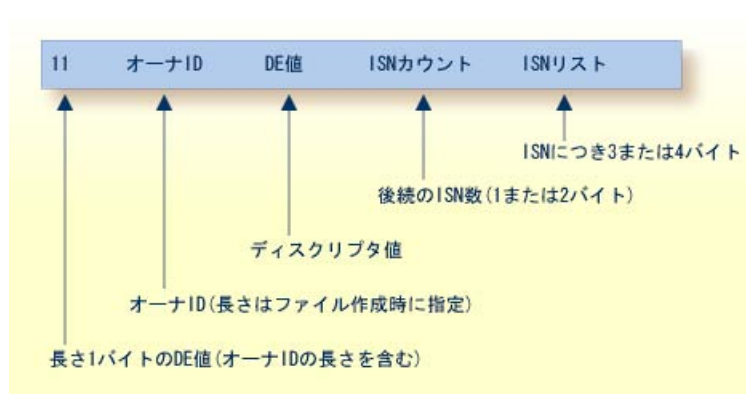 11 オーナID DE値 ISNカウント ISNリスト
ISNにつき3または4バイト
後続のISN数(1または2バイト)
ディスクリプタ値
オーナID(長さはファイル作成時に指定)
長さ1バイトのDE値(オーナIDの長さを含む)